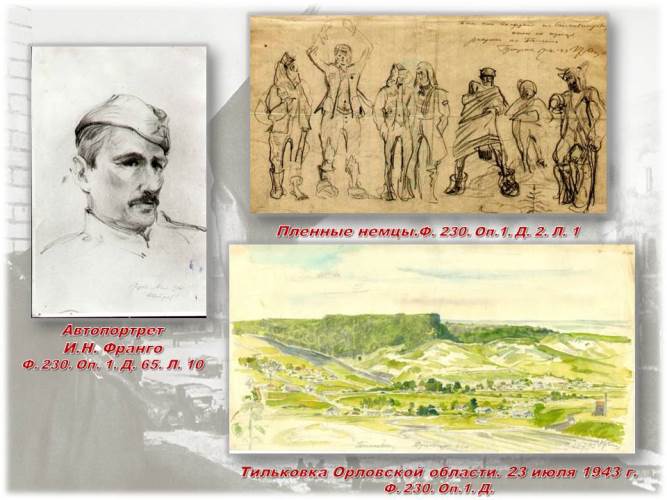 Автопортрет
И.Н. Франго
Ф. 230. Оп. 1. Д. 65. Л. 10
Пленные немцы.Ф. 230. Оп.1. Д. 2. Л. 1
Тильковка Орловской области. 23 июля 1943 г.
Ф. 230. Оп.1. Д.